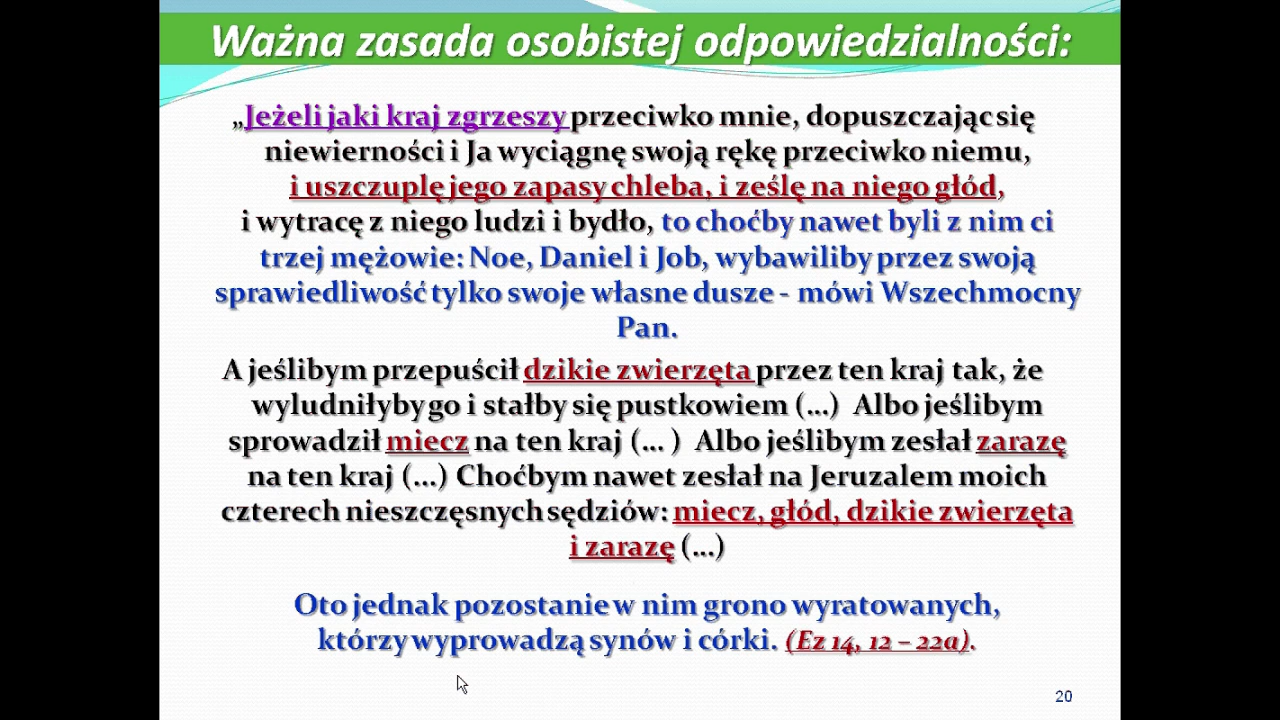 Ważna zasada osobistej odpowiedzialności:
„Jeżeli jaki kraj zgrzeszy przeciwko mnie, dopuszczając się
niewierności i Ja wyciągnę swoją rękę przeciwko niemu,
i uszczuplę jego zapasy chleba, i ześlę na niego głód,
i wytracę z niego ludzi i bydło, to choćby nawet byli z nim ci
trzej mężowie: Noe, Daniel i Job, wybawiliby przez swoją
sprawiedliwość tylko swoje własne dusze - mówi Wszechmocny
Pan.
A jeślibym przepuścił dzikie zwierzęta przez ten kraj tak, że
wyludniłyby go i stałby się pustkowiem (...) Albo jeślibym
sprowadził miecz na ten kraj (... ) Albo jeślibym zesłał zarazę
na ten kraj (...) Choćbym nawet zesłał na Jeruzalem moich
czterech nieszczęsnych sędziów: miecz, głód, dzikie zwierzęta
i zarazę (...)
Oto jednak pozostanie w nim grono wyratowanych,
którzy wyprowadzą synów i córki. (Ez 14, 12 – 22a).
20